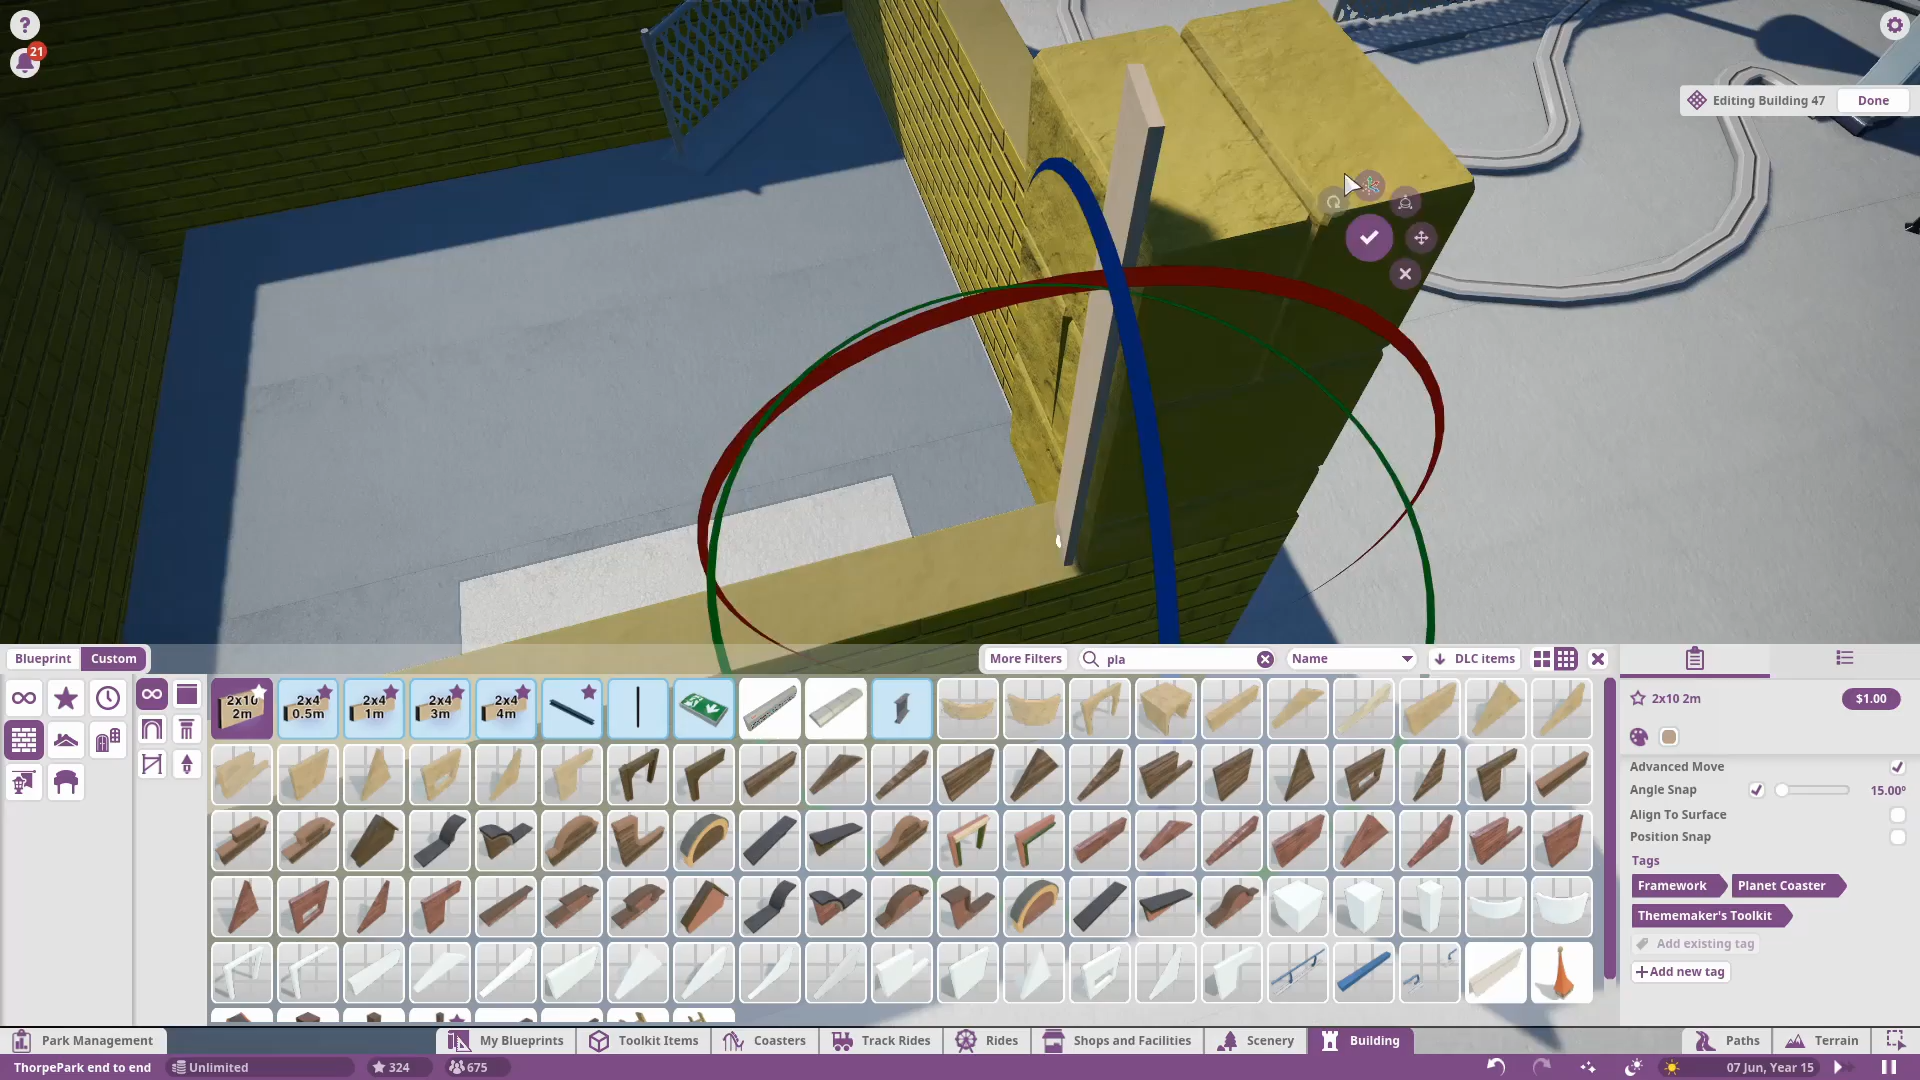 ?
21
Editing Building 47
Done
Blueprint
Custom
More Filters
pla
Name
DLC items
2x10 2m
2x4 0.5m
2x4 1m
2x4 3m
2x4 4m
2x10 2m
$1.00
Advanced Move
Angle Snap
15.00°
Align To Surface
Position Snap
Tags
Framework
Planet Coaster
Thememaker's Toolkit
Add existing tag
+Add new tag
Park Management
My Blueprints
Toolkit Items
Coasters
Track Rides
Rides
Shops and Facilities
Scenery
Building
Paths
Terrain
ThorpePark end to end
Unlimited
324
675
07 Jun, Year 15